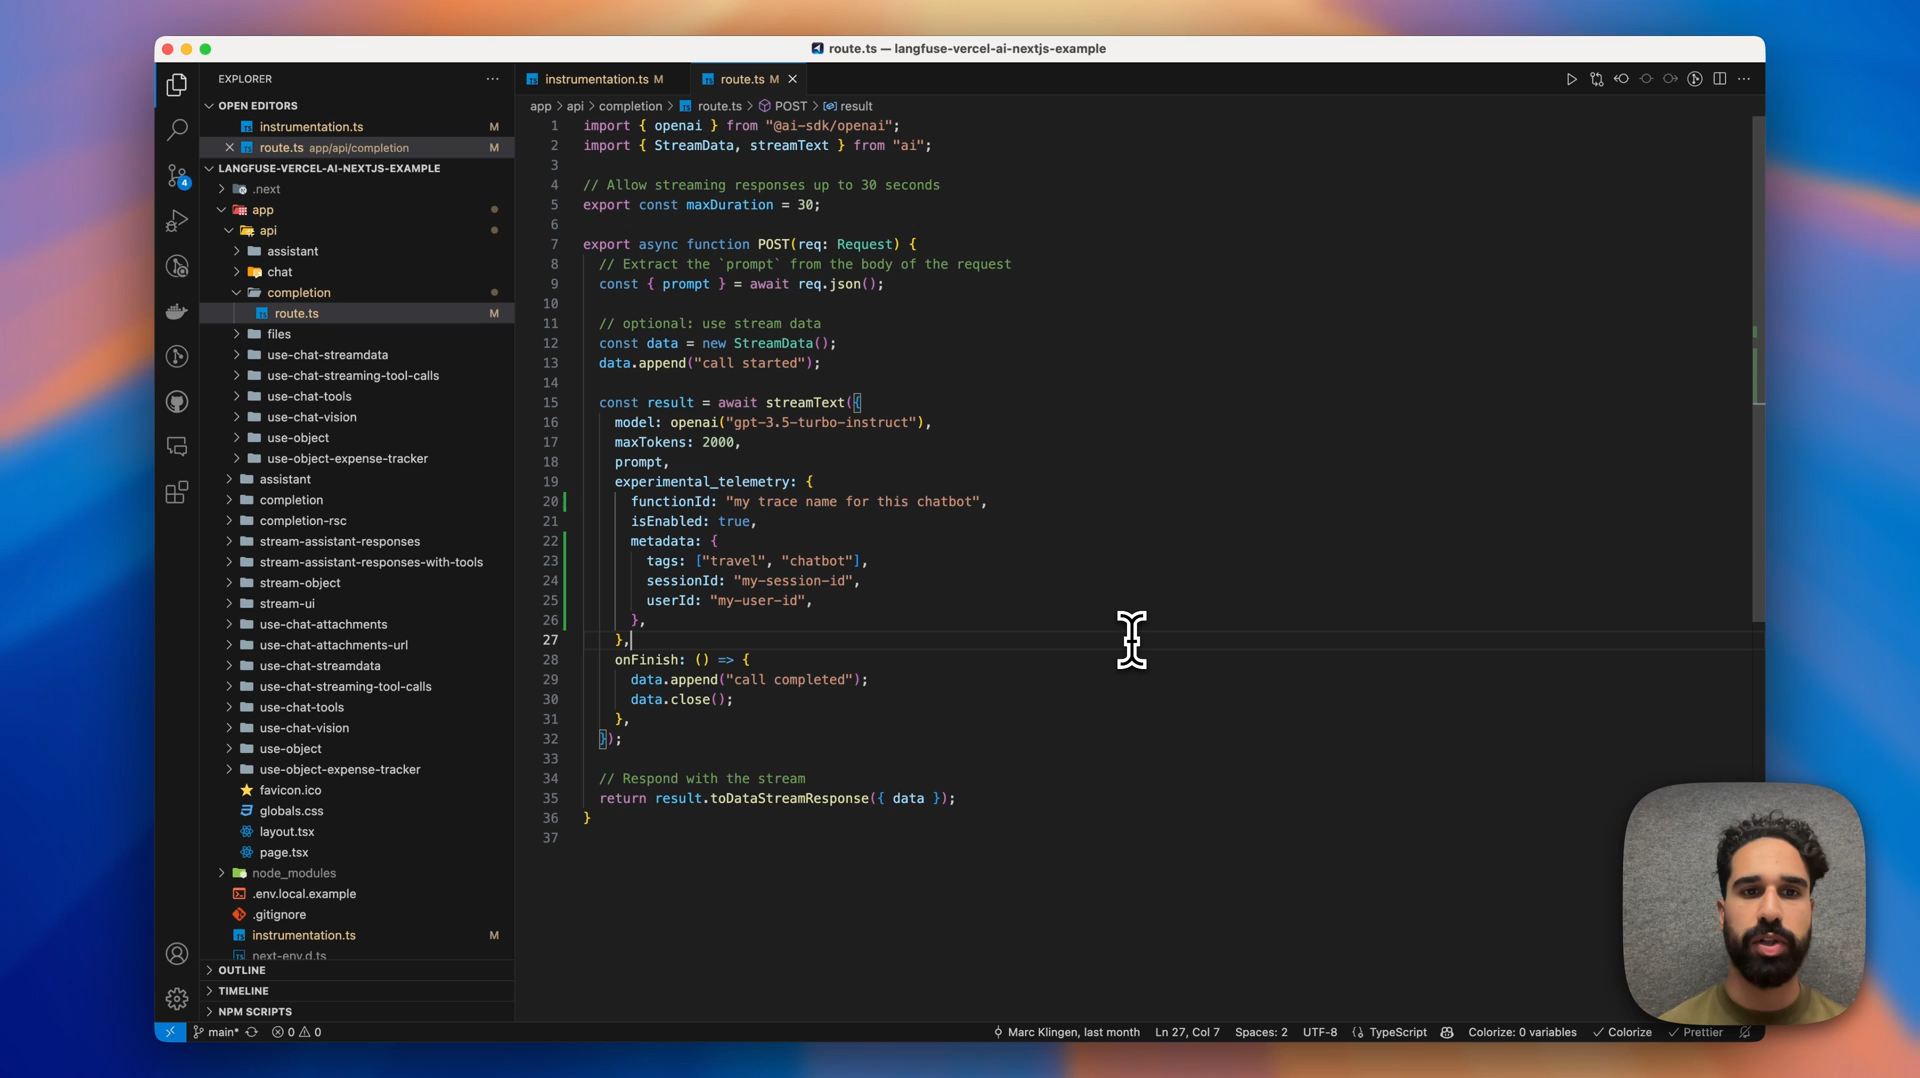 route.ts — langfuse-vercel-ai-nextjs-example
EXPLORER
OPEN EDITORS
instrumentation.ts M
route.ts app/api/completion M
LANGFUSE-VERCEL-AI-NEXTJS-EXAMPLE
.next
app
api
assistant
chat
completion
route.ts M
files
use-chat-streamdata
use-chat-streaming-tool-calls
use-chat-tools
use-chat-vision
use-object
use-object-expense-tracker
assistant
completion
completion-rsc
stream-assistant-responses
stream-assistant-responses-with-tools
stream-object
stream-ui
use-chat-attachments
use-chat-attachments-url
use-chat-streamdata
use-chat-streaming-tool-calls
use-chat-tools
use-chat-vision
use-object
use-object-expense-tracker
favicon.ico
globals.css
layout.tsx
page.tsx
node_modules
.env.local.example
.gitignore
instrumentation.ts M
next-env.d.ts
OUTLINE
TIMELINE
NPM SCRIPTS
4
instrumentation.ts M
route.ts M
app > api > completion > route.ts > POST > result
1 import { openai } from "@ai-sdk/openai";
2 import { StreamData, streamText } from "ai";
3
4 // Allow streaming responses up to 30 seconds
5 export const maxDuration = 30;
6
7 export async function POST(req: Request) {
8 // Extract the `prompt` from the body of the request
9 const { prompt } = await req.json();
10
11 // optional: use stream data
12 const data = new StreamData();
13 data.append("call started");
14
15 const result = await streamText({
16 model: openai("gpt-3.5-turbo-instruct"),
17 maxTokens: 2000,
18 prompt,
19 experimental_telemetry: {
20 functionId: "my trace name for this chatbot",
21 isEnabled: true,
22 metadata: {
23 tags: ["travel", "chatbot"],
24 sessionId: "my-session-id",
25 userId: "my-user-id",
26 },
27 },
28 onFinish: () => {
29 data.append("call completed");
30 data.close();
31 },
32 });
33
34 // Respond with the stream
35 return result.toDataStreamResponse({ data });
36 }
37
main* 0 0
Marc Klingen, last month Ln 27, Col 7 Spaces: 2 UTF-8 TypeScript Colorize: 0 variables Colorize Prettier